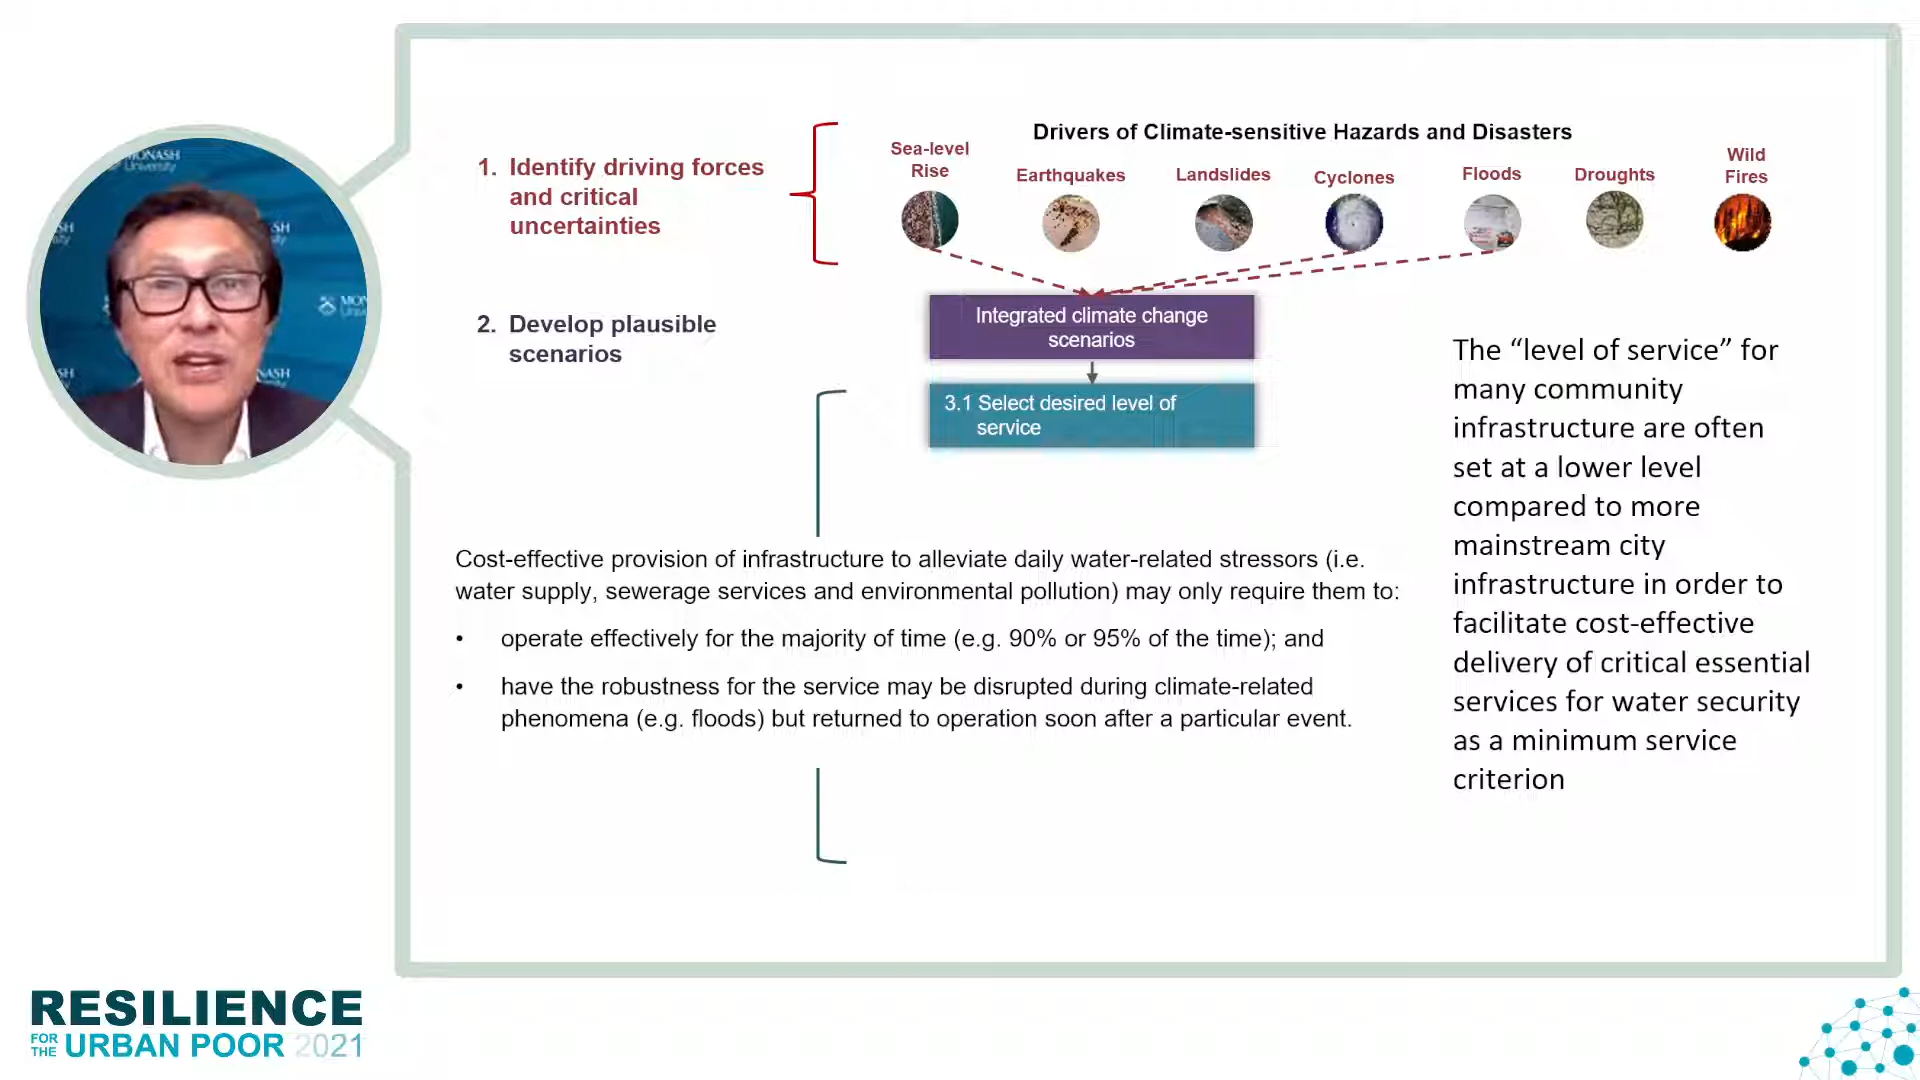 MONASH
University
SH
SH
MON
SH
NASH
Drivers of Climate-sensitive Hazards and Disasters
1. Identify driving forces
and critical
uncertainties
Sea-level
Rise
Earthquakes
Landslides
Cyclones
Floods
Droughts
Wild
Fires
2. Develop plausible
scenarios
Integrated climate change
scenarios
3.1 Select desired level of
service
Cost-effective provision of infrastructure to alleviate daily water-related stressors (i.e.
water supply, sewerage services and environmental pollution) may only require them to:
• operate effectively for the majority of time (e.g. 90% or 95% of the time); and
• have the robustness for the service may be disrupted during climate-related
phenomena (e.g. floods) but returned to operation soon after a particular event.
The “level of service” for
many community
infrastructure are often
set at a lower level
compared to more
mainstream city
infrastructure in order to
facilitate cost-effective
delivery of critical essential
services for water security
as a minimum service
criterion
RESILIENCE
FOR THE URBAN POOR 2021